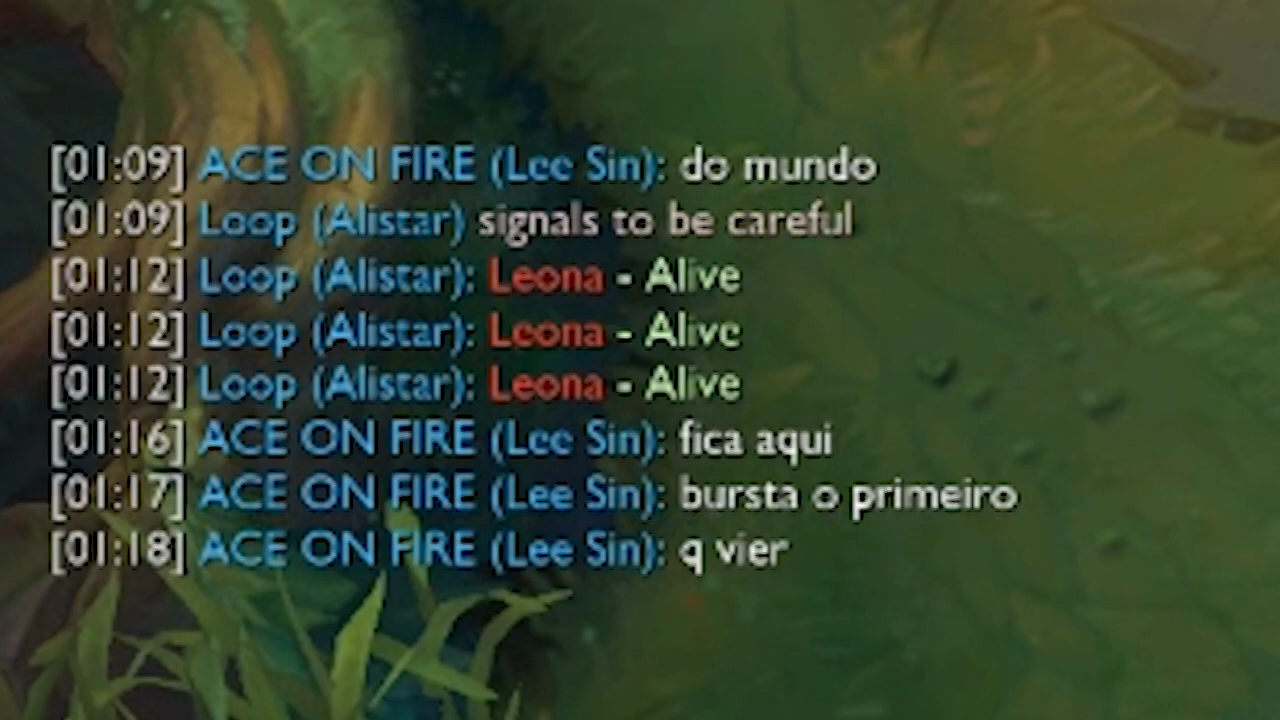 [01:09] ACE ON FIRE (Lee Sin): do mundo
[01:09] Loop (Alistar) signals to be careful
[01:12] Loop (Alistar): Leona - Alive
[01:12] Loop (Alistar): Leona - Alive
[01:12] Loop (Alistar): Leona - Alive
[01:16] ACE ON FIRE (Lee Sin): fica aqui
[01:17] ACE ON FIRE (Lee Sin): bursta o primeiro
[01:18] ACE ON FIRE (Lee Sin): q vier